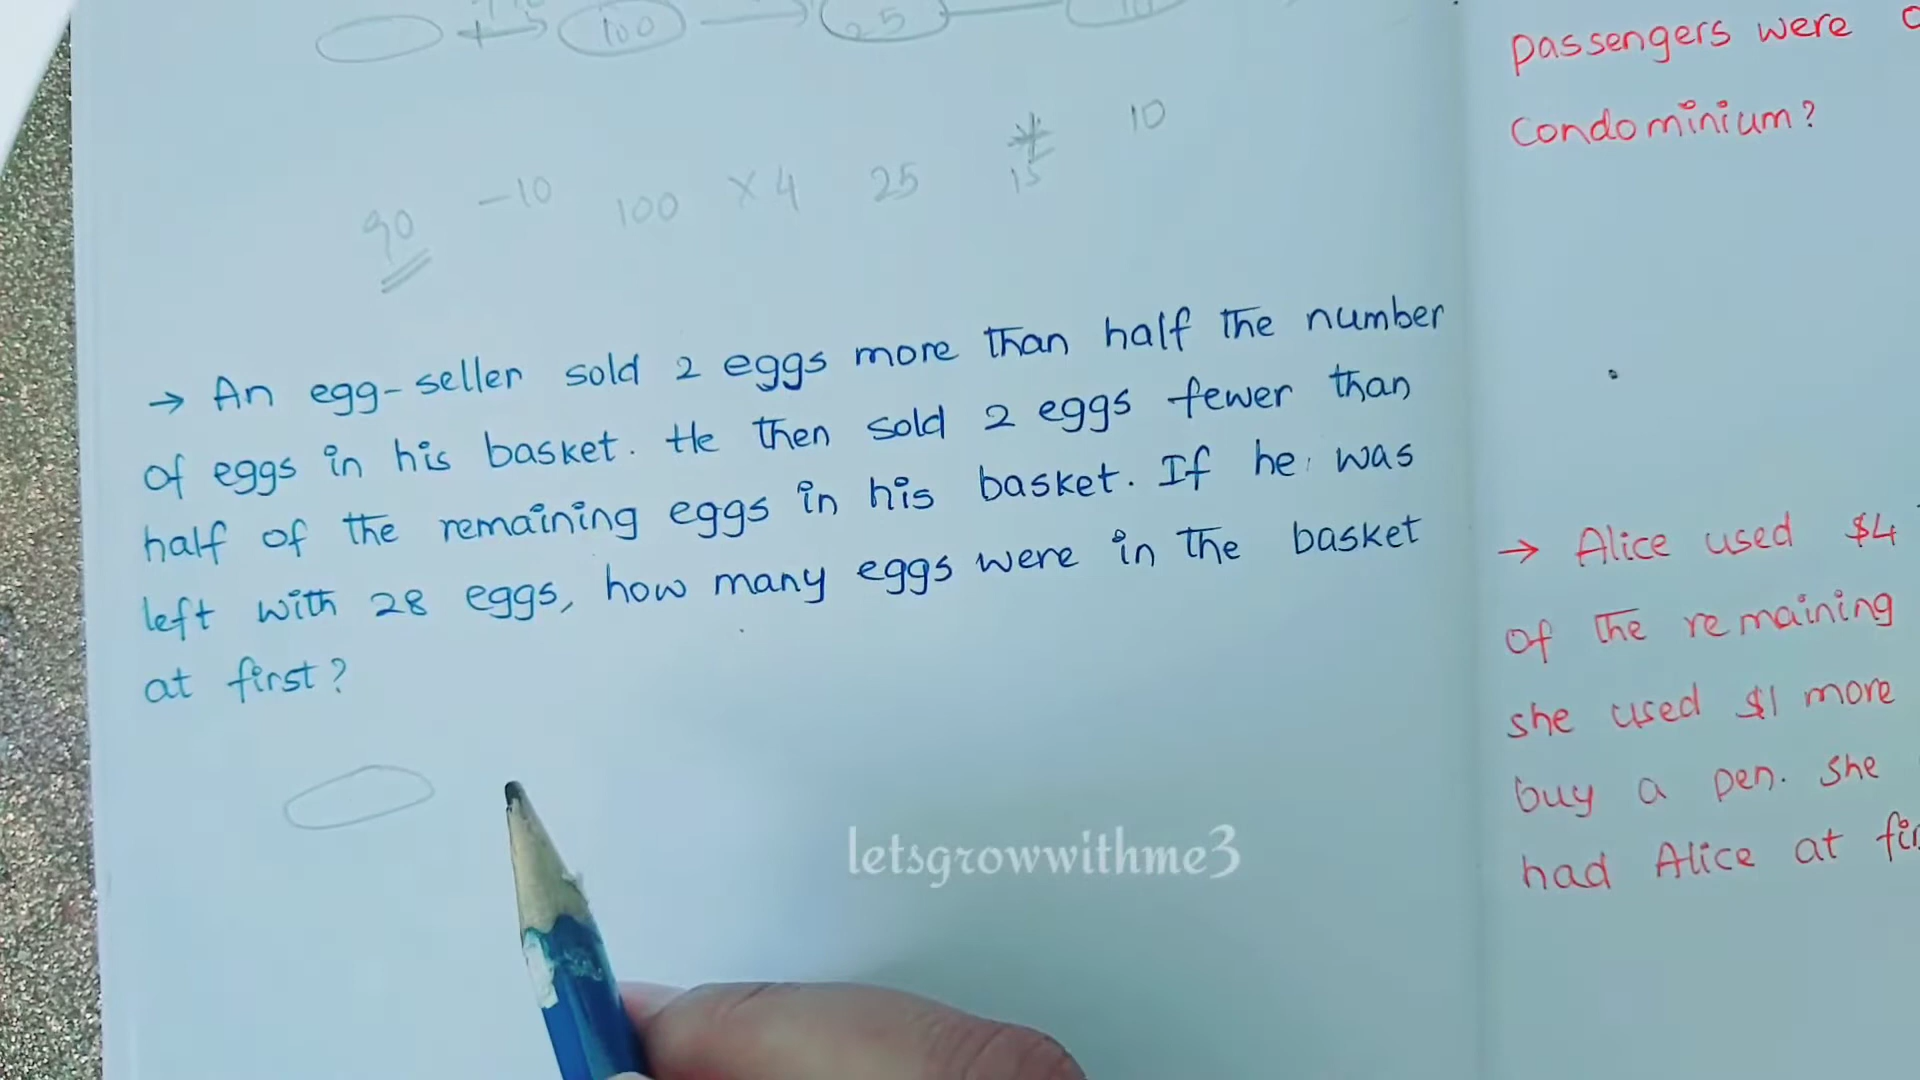 100 25
90 -10 100 X 4 25 15 10
→ An egg-seller sold 2 eggs more than half the number
of eggs in his basket. He then sold 2 eggs fewer than
half of the remaining eggs in his basket. If he was
left with 28 eggs, how many eggs were in the basket
at first?
letsgrowwithme3
passengers were
condominium?
→ Alice used $4
of the remaining
she used $1 more
buy a pen. she
had Alice at